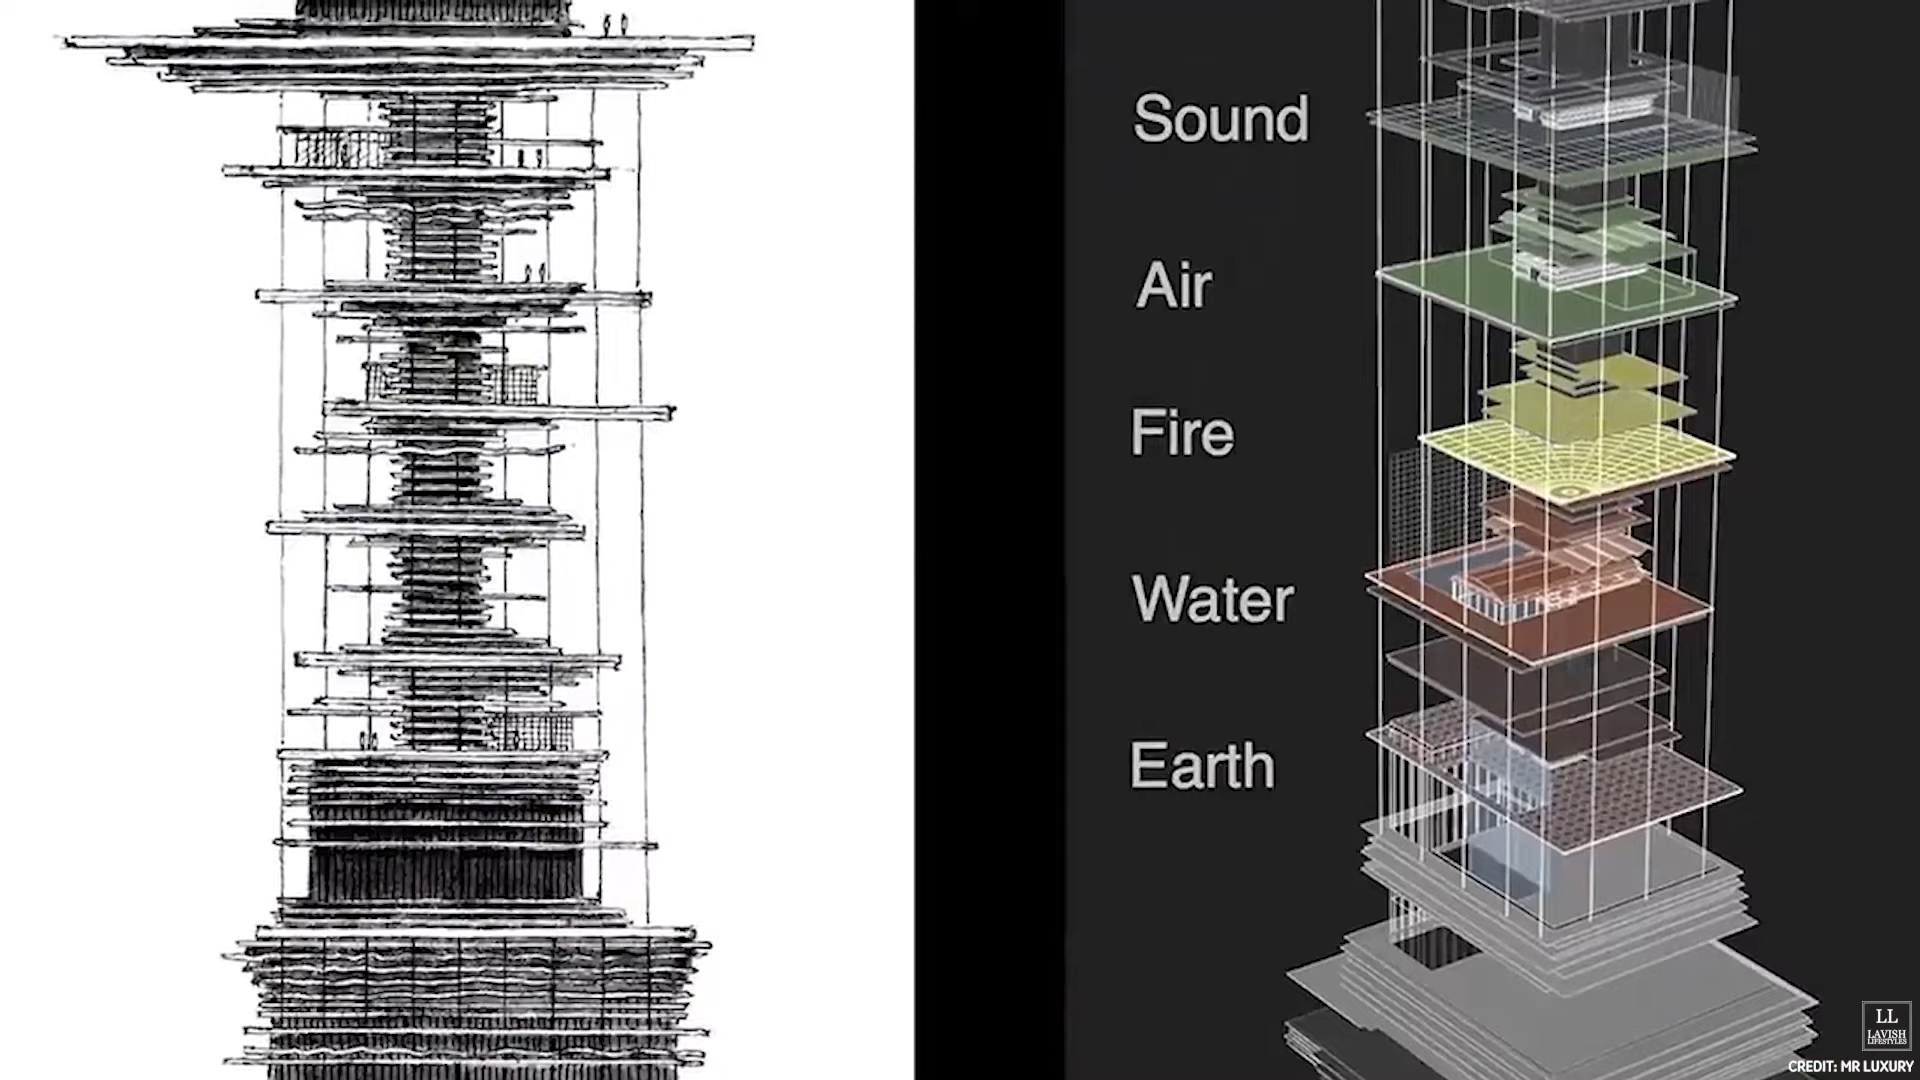 Sound
Air
Fire
Water
Earth
LL
LAVISH
LIFESTYLES
CREDIT: MR LUXURY